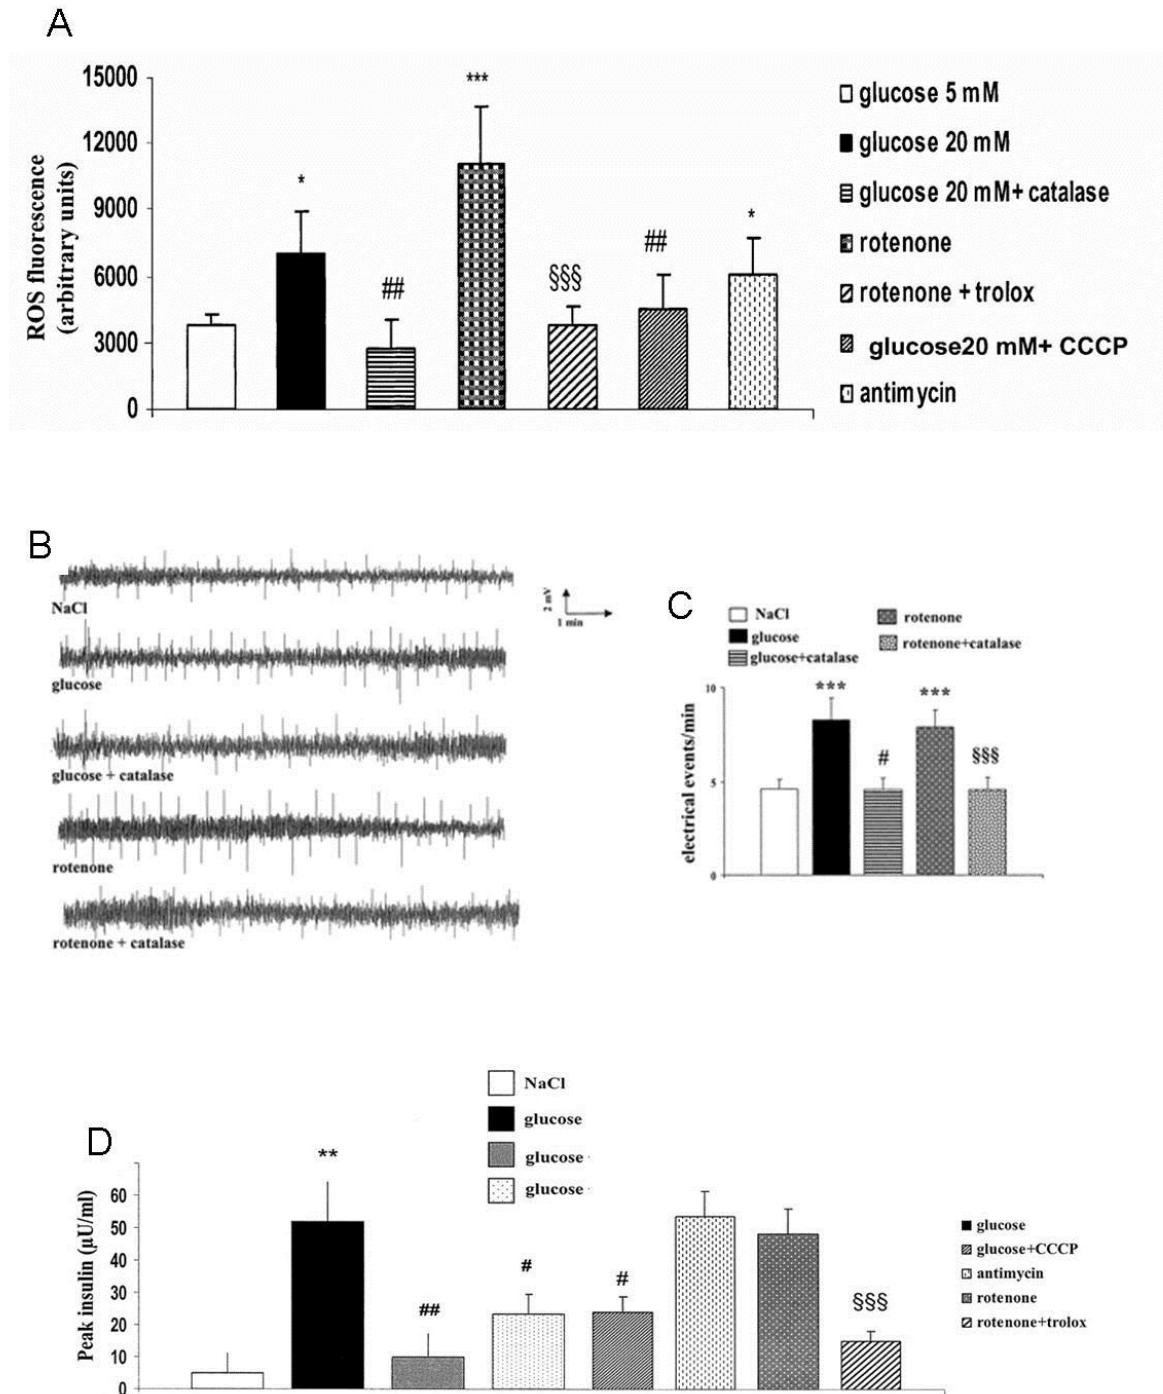 A
15000
12000
9000
6000
3000
0
ROS fluorescence
(arbitrary units)
*
##
***
§§§
##
*
glucose 5 mM
glucose 20 mM
glucose 20 mM+ catalase
rotenone
rotenone + trolox
glucose20 mM+ CCCP
antimycin
B
NaCl
glucose
glucose + catalase
rotenone
rotenone + catalase
2 mV
1 min
C
NaCl
glucose
glucose+catalase
rotenone
rotenone+catalase
10
5
0
electrical events/min
***
#
***
§§§
NaCl
glucose
glucose
glucose
D
60
50
40
30
20
10
0
Peak insulin (µU/ml)
**
##
#
#
§§§
glucose
glucose+CCCP
antimycin
rotenone
rotenone+trolox